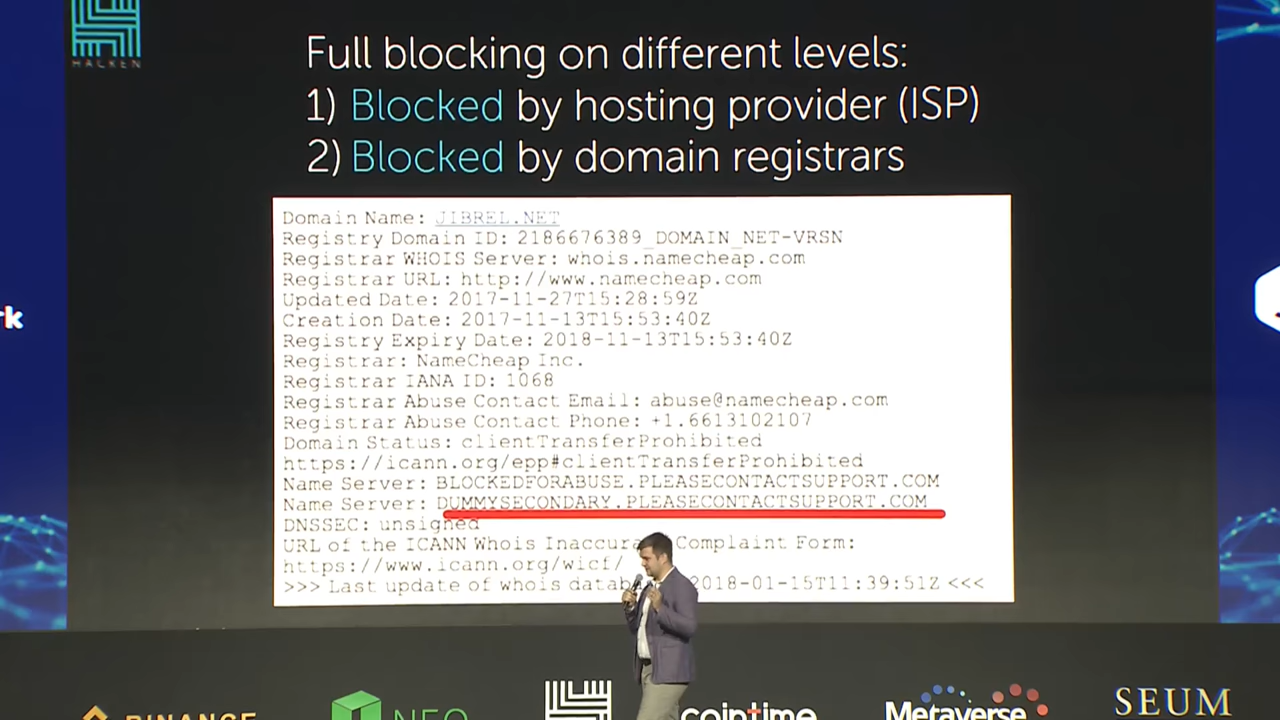 HACKEN
Full blocking on different levels:
1) Blocked by hosting provider (ISP)
2) Blocked by domain registrars
Domain Name: JIBREL.NET
Registry Domain ID: 2186676389_DOMAIN_NET-VRSN
Registrar WHOIS Server: whois.namecheap.com
Registrar URL: http://www.namecheap.com
Updated Date: 2017-11-27T15:28:59Z
Creation Date: 2017-11-13T15:53:40Z
Registry Expiry Date: 2018-11-13T15:53:40Z
Registrar: NameCheap Inc.
Registrar IANA ID: 1068
Registrar Abuse Contact Email: abuse@namecheap.com
Registrar Abuse Contact Phone: +1.6613102107
Domain Status: clientTransferProhibited
https://icann.org/epp#clientTransferProhibited
Name Server: BLOCKEDFORABUSE.PLEASECONTACTSUPPORT.COM
Name Server: DUMMYSECONDARY.PLEASECONTACTSUPPORT.COM
DNSSEC: unsigned
URL of the ICANN Whois Complaint Form:
https://www.icann.org/wicf/
>>> Last update of whois 2018-01-15T11:39:51Z <<<
BINANCE
NEO
cointime
Metaverse
SEUM